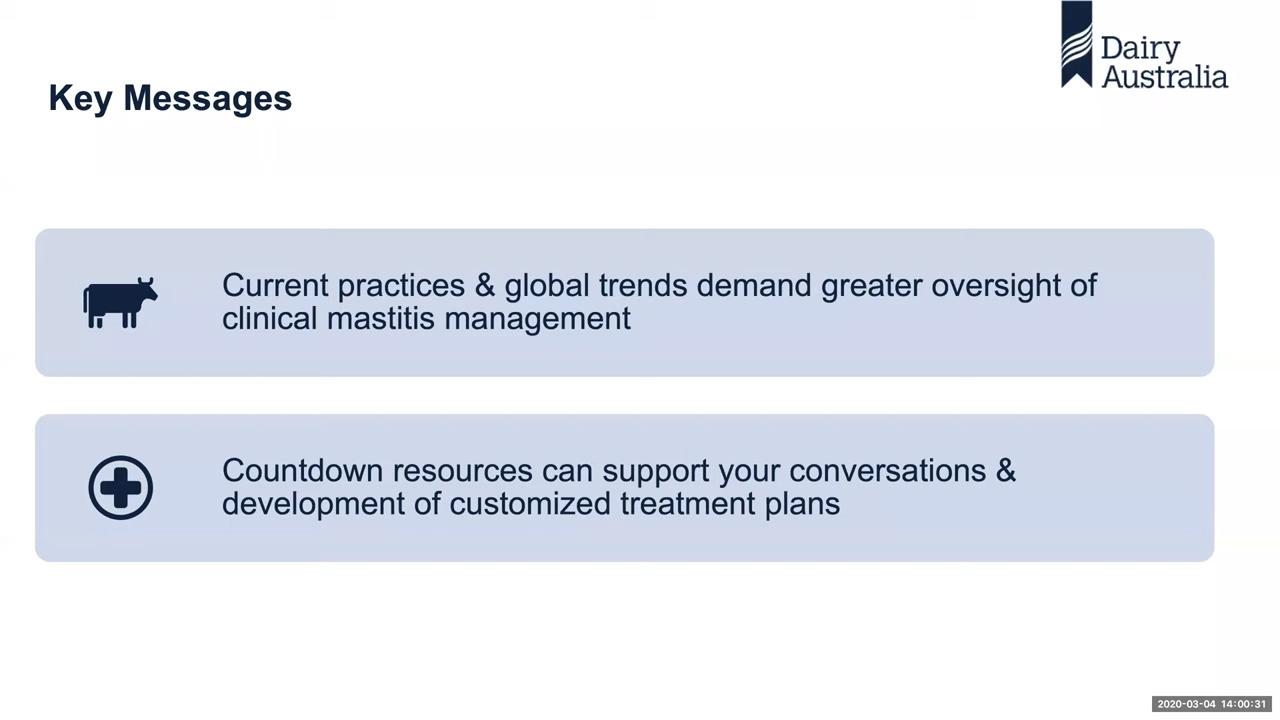 Dairy
Australia
Key Messages
Current practices & global trends demand greater oversight of
clinical mastitis management
Countdown resources can support your conversations &
development of customized treatment plans
2020-03-04 14:00:31